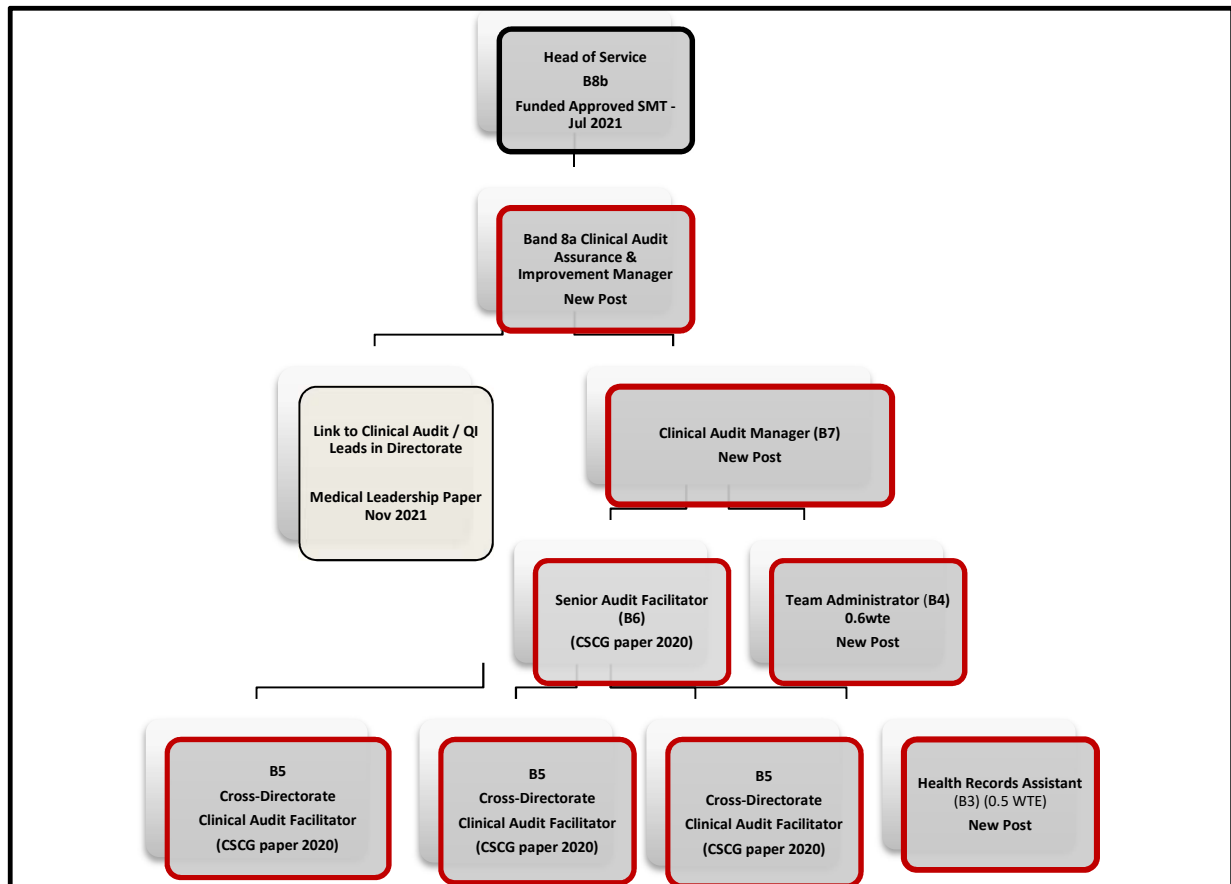 Head of Service
B8b
Funded Approved SMT -
Jul 2021
Band 8a Clinical Audit
Assurance &
Improvement Manager
New Post
Link to Clinical Audit / QI
Leads in Directorate
Medical Leadership Paper
Nov 2021
Clinical Audit Manager (B7)
New Post
Senior Audit Facilitator
(B6)
(CSCG paper 2020)
Team Administrator (B4)
0.6wte
New Post
B5
Cross-Directorate
Clinical Audit Facilitator
(CSCG paper 2020)
B5
Cross-Directorate
Clinical Audit Facilitator
(CSCG paper 2020)
B5
Cross-Directorate
Clinical Audit Facilitator
(CSCG paper 2020)
Health Records Assistant
(B3) (0.5 WTE)
New Post